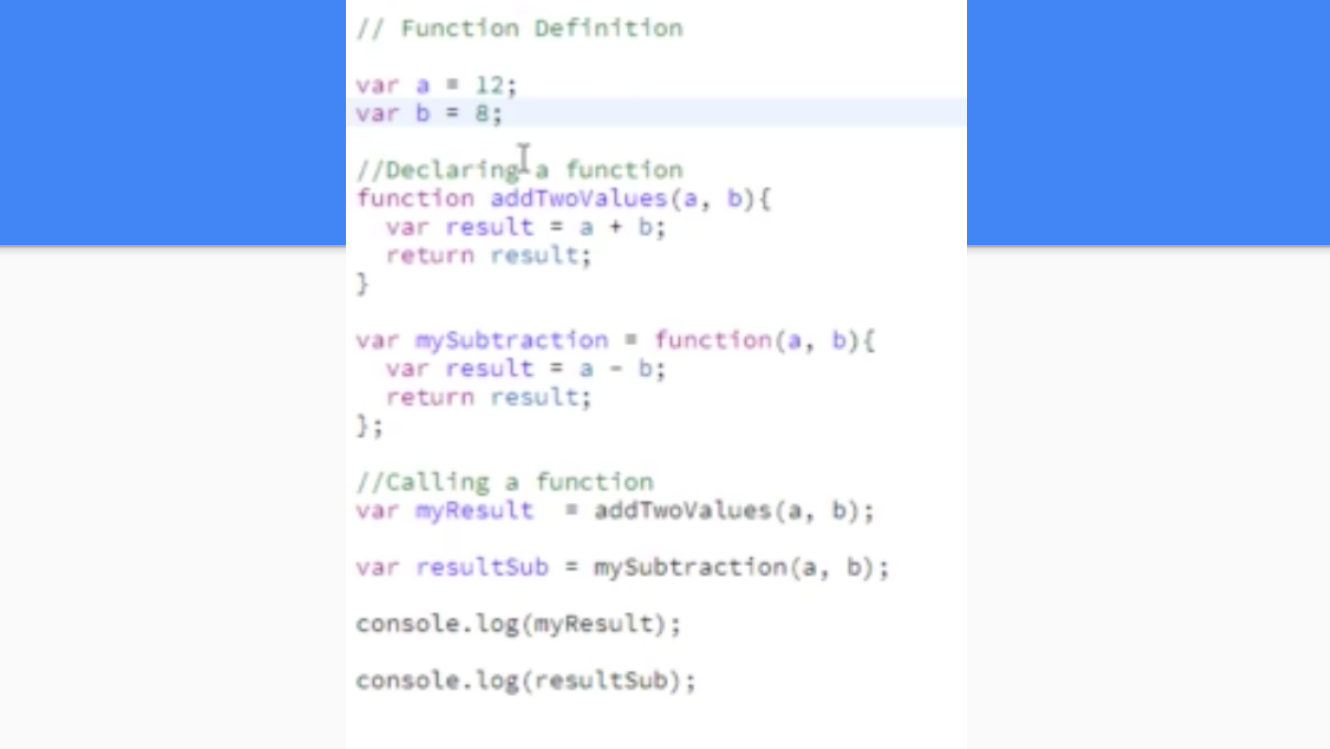 // Function Definition
var a = 12;
var b = 8;
//Declaring a function
function addTwoValues(a, b){
  var result = a + b;
  return result;
}
var mySubtraction = function(a, b){
  var result = a - b;
  return result;
};
//Calling a function
var myResult  = addTwoValues(a, b);
var resultSub = mySubtraction(a, b);
console.log(myResult);
console.log(resultSub);